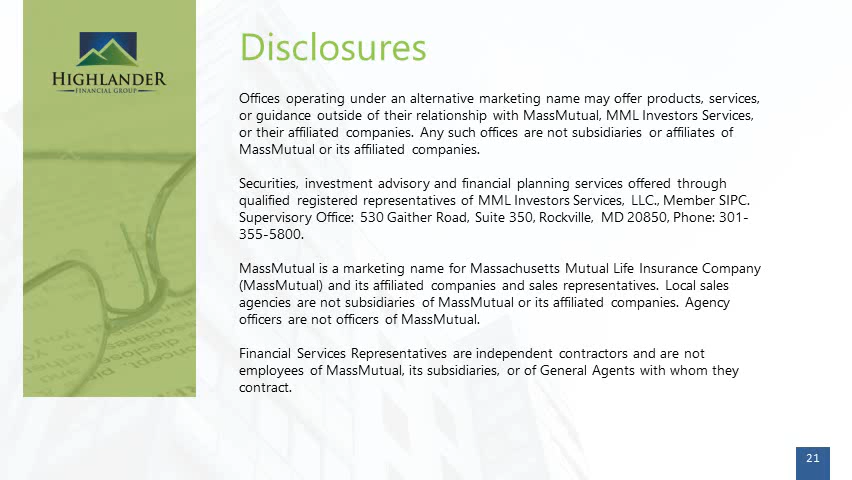 HIGHLANDER
FINANCIAL GROUP
Disclosures
Offices operating under an alternative marketing name may offer products, services,
or guidance outside of their relationship with MassMutual, MML Investors Services,
or their affiliated companies. Any such offices are not subsidiaries or affiliates of
MassMutual or its affiliated companies.
Securities, investment advisory and financial planning services offered through
qualified registered representatives of MML Investors Services, LLC., Member SIPC.
Supervisory Office: 530 Gaither Road, Suite 350, Rockville, MD 20850, Phone: 301-
355-5800.
MassMutual is a marketing name for Massachusetts Mutual Life Insurance Company
(MassMutual) and its affiliated companies and sales representatives. Local sales
agencies are not subsidiaries of MassMutual or its affiliated companies. Agency
officers are not officers of MassMutual.
Financial Services Representatives are independent contractors and are not
employees of MassMutual, its subsidiaries, or of General Agents with whom they
contract.
21